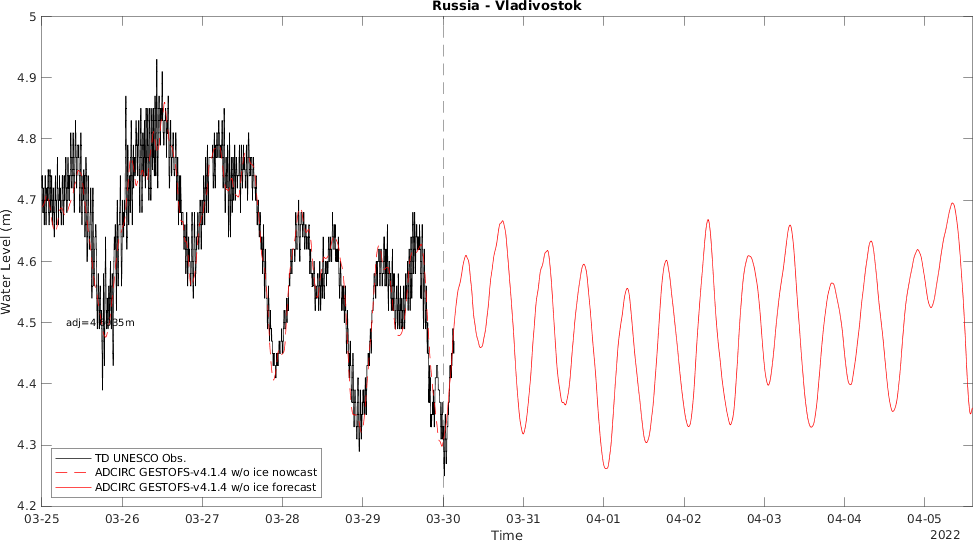 Russia - Vladivostok
5
4.9
4.8
4.7
4.6
4.5
4.4
4.3
4.2
Water Level (m)
TD UNESCO Obs.
ADCIRC GESTOFS-v4.1.4 w/o ice nowcast
ADCIRC GESTOFS-v4.1.4 w/o ice forecast
03-25 03-26 03-27 03-28 03-29 03-30 03-31 04-01 04-02 04-03 04-04 04-05
Time
2022